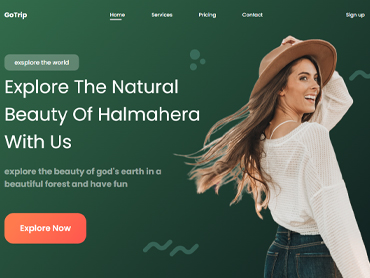 GoTrip
Home
Services
Pricing
Contact
Sign up
exsplore the world
Explore The Natural
Beauty Of Halmahera
With Us
explore the beauty of god's earth in a
beautiful forest and have fun
Explore Now